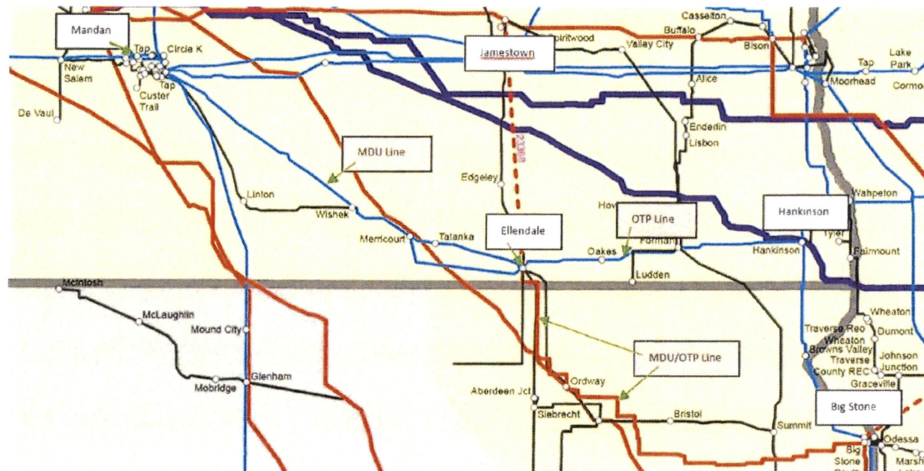 Casselton
Mandan
Tap
Circle K
Buffalo
Bison
Jamestown
Spiritwood
Valley City
Lake
Park
New
Salem
Tap
Custer
Trail
Alice
Tap
Moorhead
Cormo
De Vaul
Enderlin
Lisbon
MDU Line
Edgeley
Linton
Wishek
Wahpeton
OTP Line
Hankinson
Merricourt
Talanka
Ellendale
Oakes
Forman
Hankinson
Tyler
Fairmount
McIntosh
Ludden
McLaughlin
Mound City
Wheaton
Traverse Reo
Dumont
Wheaton
Browns Valley
Traverse
Johnson
Junction
County REC
Graceville
MDU/OTP Line
Mobridge
Glenham
Ordway
Aberdeen Jct
Siebrecht
Bristol
Big Stone
Summit
Odessa
Big
Stone
Marsh